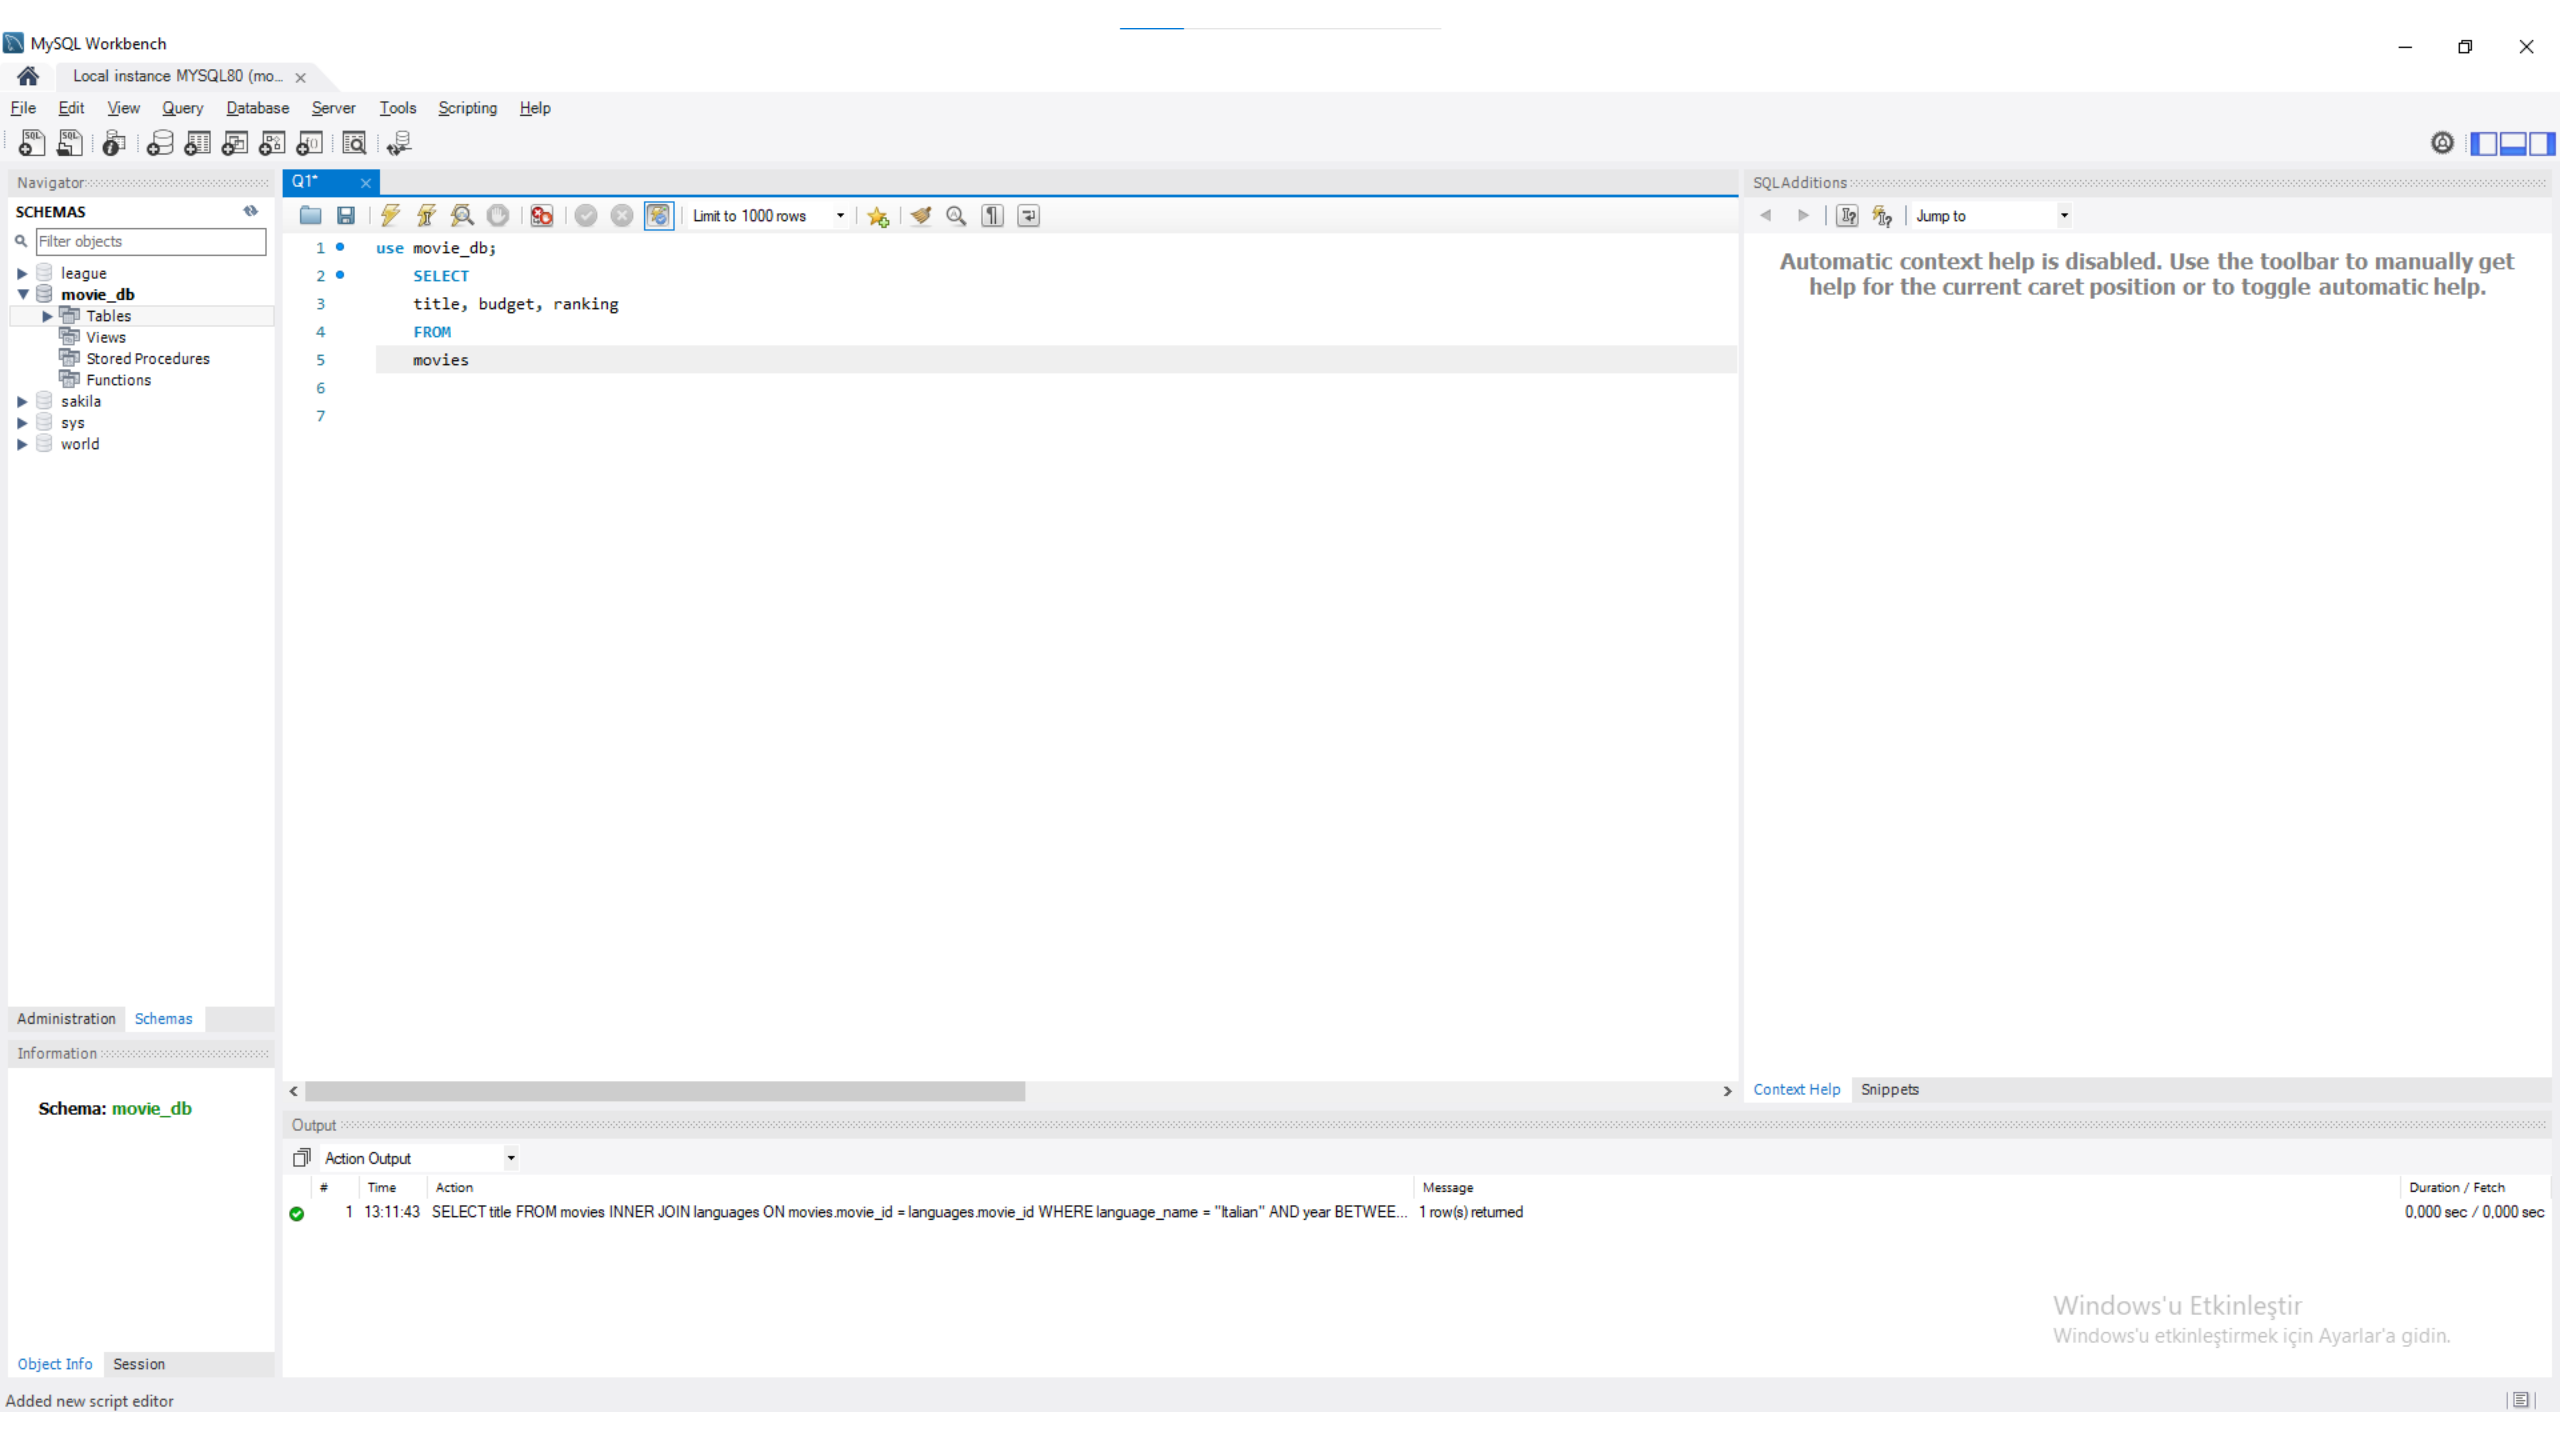 MySQL Workbench
Local instance MYSQL80 (mo...
File Edit View Query Database Server Tools Scripting Help
Navigator
SCHEMAS
Filter objects
league
movie_db
Tables
Views
Stored Procedures
Functions
sakila
sys
world
Administration Schemas
Information
Schema: movie_db
Object Info Session
Q1*
Limit to 1000 rows
1 use movie_db;
2 SELECT
3 title, budget, ranking
4 FROM
5 movies
6
7
SQLAdditions
Jump to
Automatic context help is disabled. Use the toolbar to manually get
help for the current caret position or to toggle automatic help.
Context Help Snippets
Output
Action Output
# Time Action Message Duration / Fetch
1 13:11:43 SELECT title FROM movies INNER JOIN languages ON movies.movie_id = languages.movie_id WHERE language_name = "Italian" AND year BETWEE... 1 row(s) returned 0,000 sec / 0,000 sec
Windows'u Etkinleştir
Windows'u etkinleştirmek için Ayarlar'a gidin.
Added new script editor